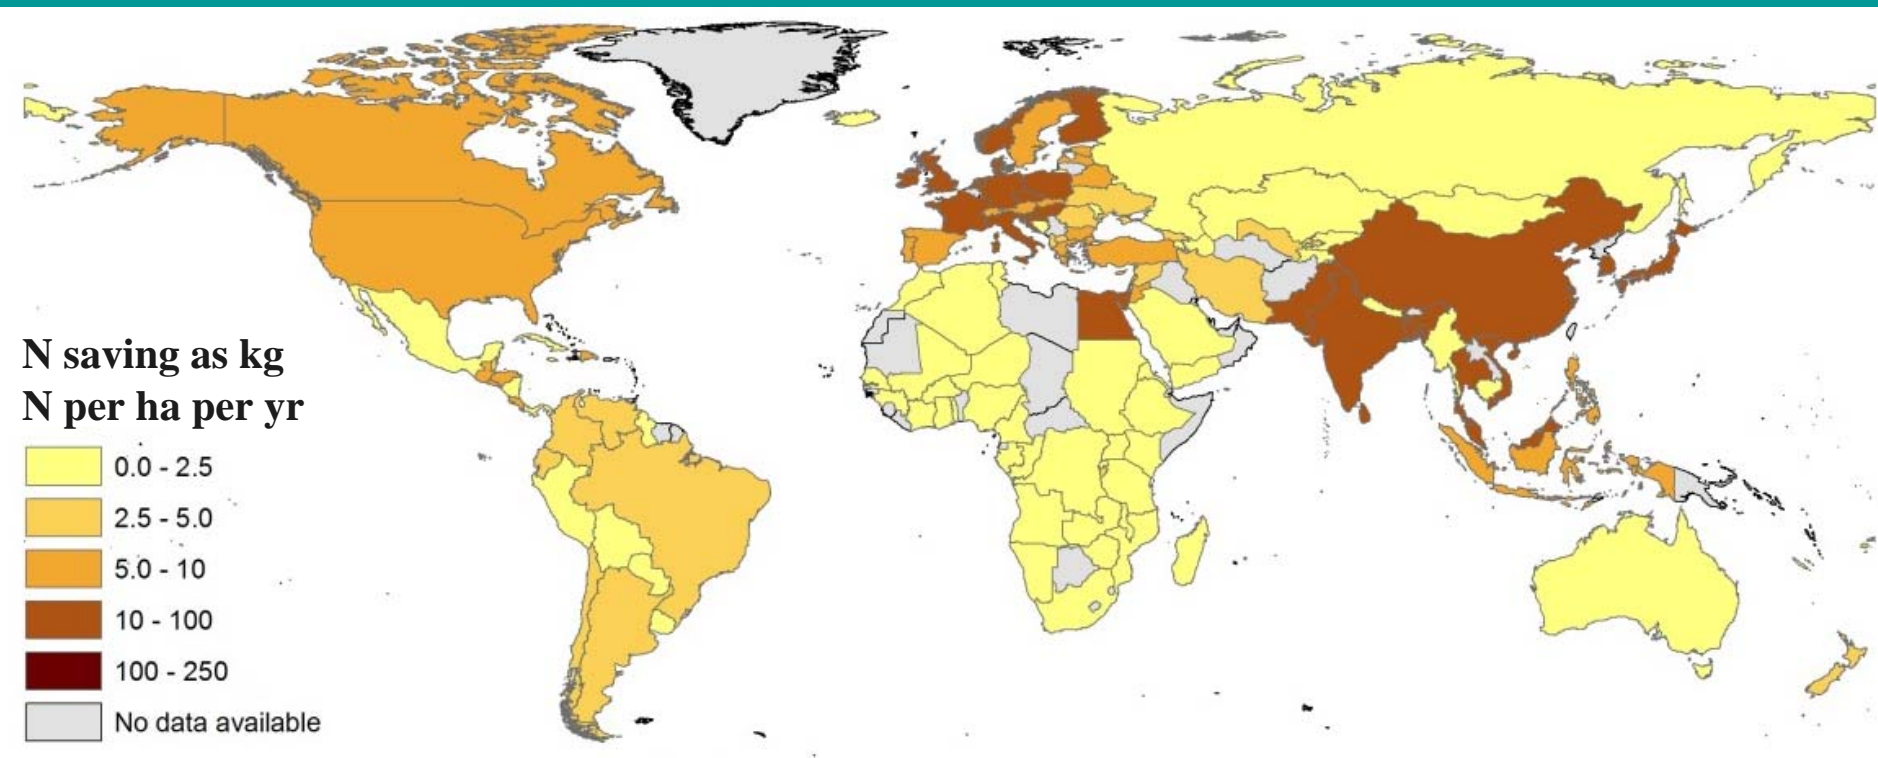 N saving as kg
N per ha per yr
0.0 - 2.5
2.5 - 5.0
5.0 - 10
10 - 100
100 - 250
No data available